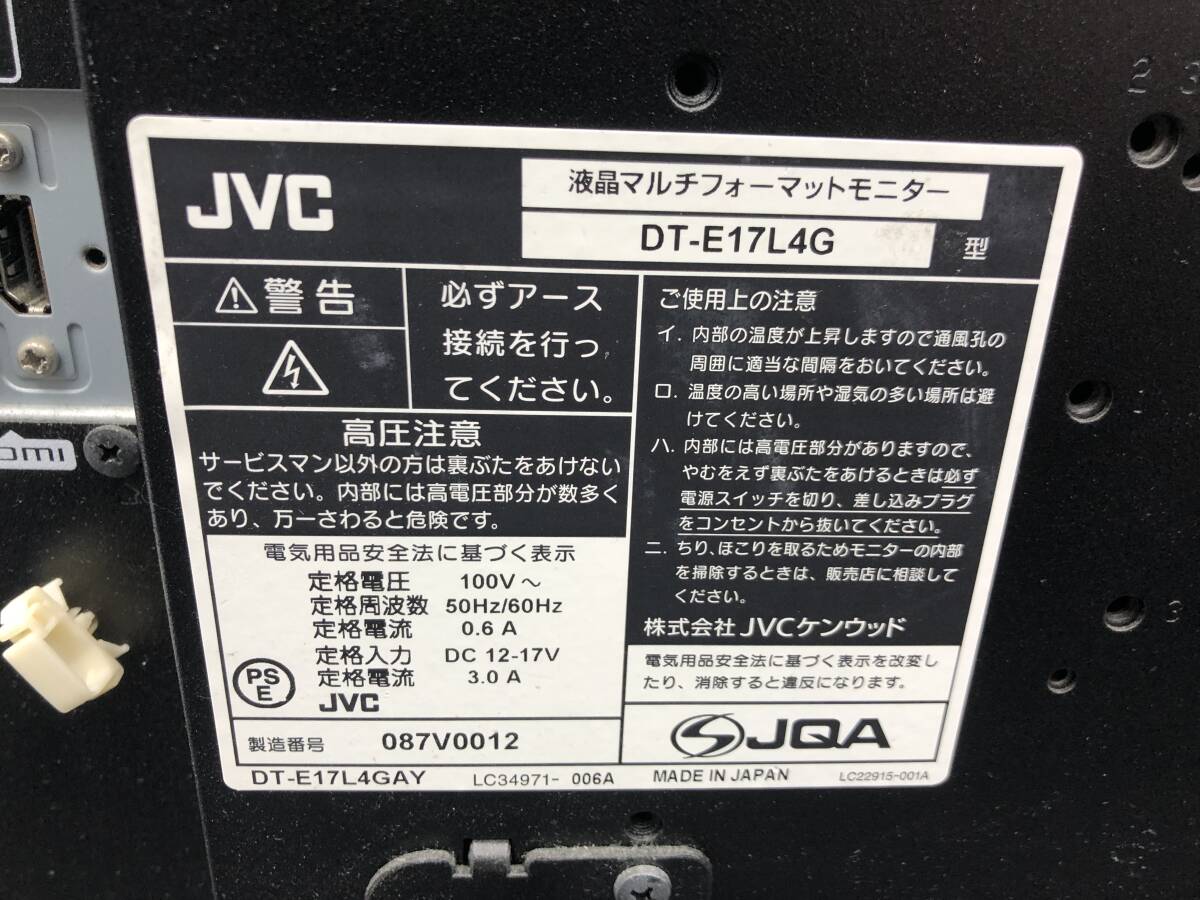 JVC
液晶マルチフォーマットモニター
DT-E17L4G
型
警告
必ずアース
接続を行っ
てください。
高圧注意
サービスマン以外の方は裏ぶたをあけない
でください。内部には高電圧部分が数多く
あり、万一さわると危険です。
電気用品安全法に基づく表示
定格電圧 100V～
定格周波数 50Hz/60Hz
定格電流 0.6 A
定格入力 DC 12-17V
定格電流 3.0 A
PS
E
JVC
製造番号 087V0012
ご使用上の注意
イ. 内部の温度が上昇しますので通風孔の
周囲に適当な間隔をおいてください。
ロ. 温度の高い場所や湿気の多い場所は避
けてください。
ハ. 内部には高電圧部分がありますので、
やむをえず裏ぶたをあけるときは必ず
電源スイッチを切り、差し込みプラグ
をコンセントから抜いてください。
ニ. ちり、ほこりを取るためモニターの内部
を掃除するときは、販売店に相談して
ください。
株式会社 JVCケンウッド
電気用品安全法に基づく表示を改変し
たり、消除すると違反になります。
JQA
DT-E17L4GAY LC34971- 006A MADE IN JAPAN LC22915-001A
2 3
3